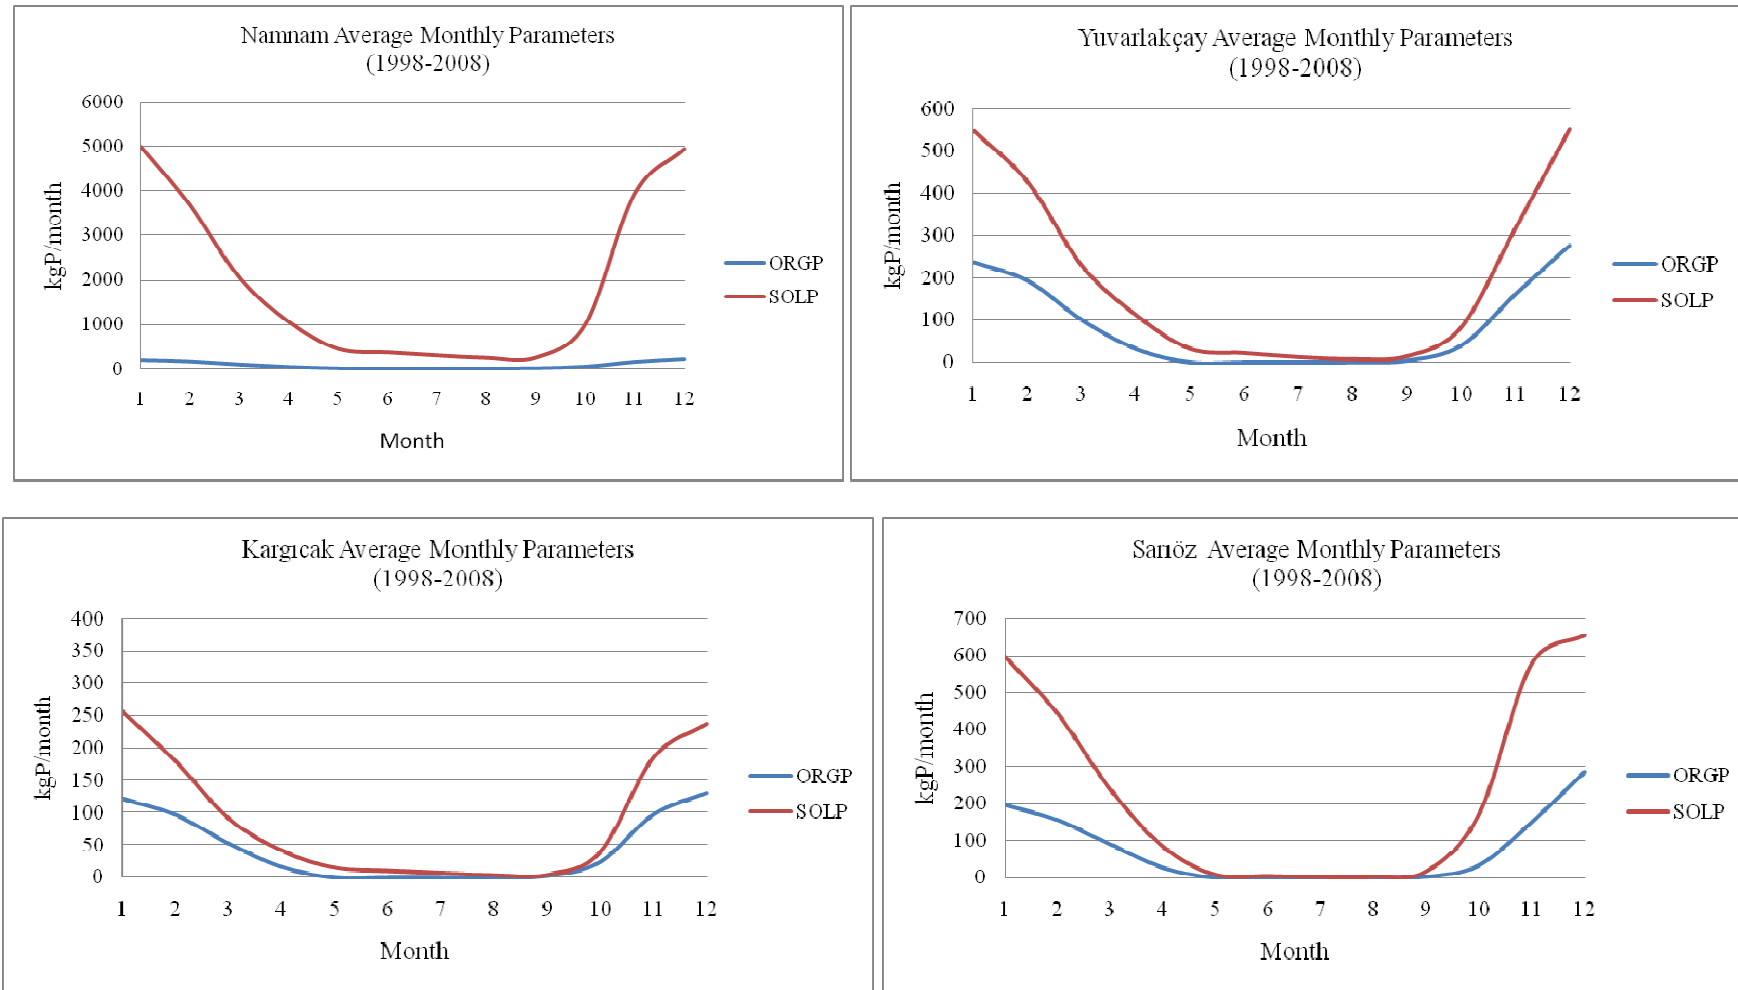 Namnam Average Monthly Parameters
(1998-2008)
6000
5000
4000
3000
2000
1000
0
kgP/month
1 2 3 4 5 6 7 8 9 10 11 12
Month
ORGP
SOLP
Yuvarlakçay Average Monthly Parameters
(1998-2008)
600
500
400
300
200
100
0
kgP/month
1 2 3 4 5 6 7 8 9 10 11 12
Month
ORGP
SOLP
Kargıcak Average Monthly Parameters
(1998-2008)
400
350
300
250
200
150
100
50
0
kgP/month
1 2 3 4 5 6 7 8 9 10 11 12
Month
ORGP
SOLP
Sarıöz Average Monthly Parameters
(1998-2008)
700
600
500
400
300
200
100
0
kgP/month
1 2 3 4 5 6 7 8 9 10 11 12
Month
ORGP
SOLP